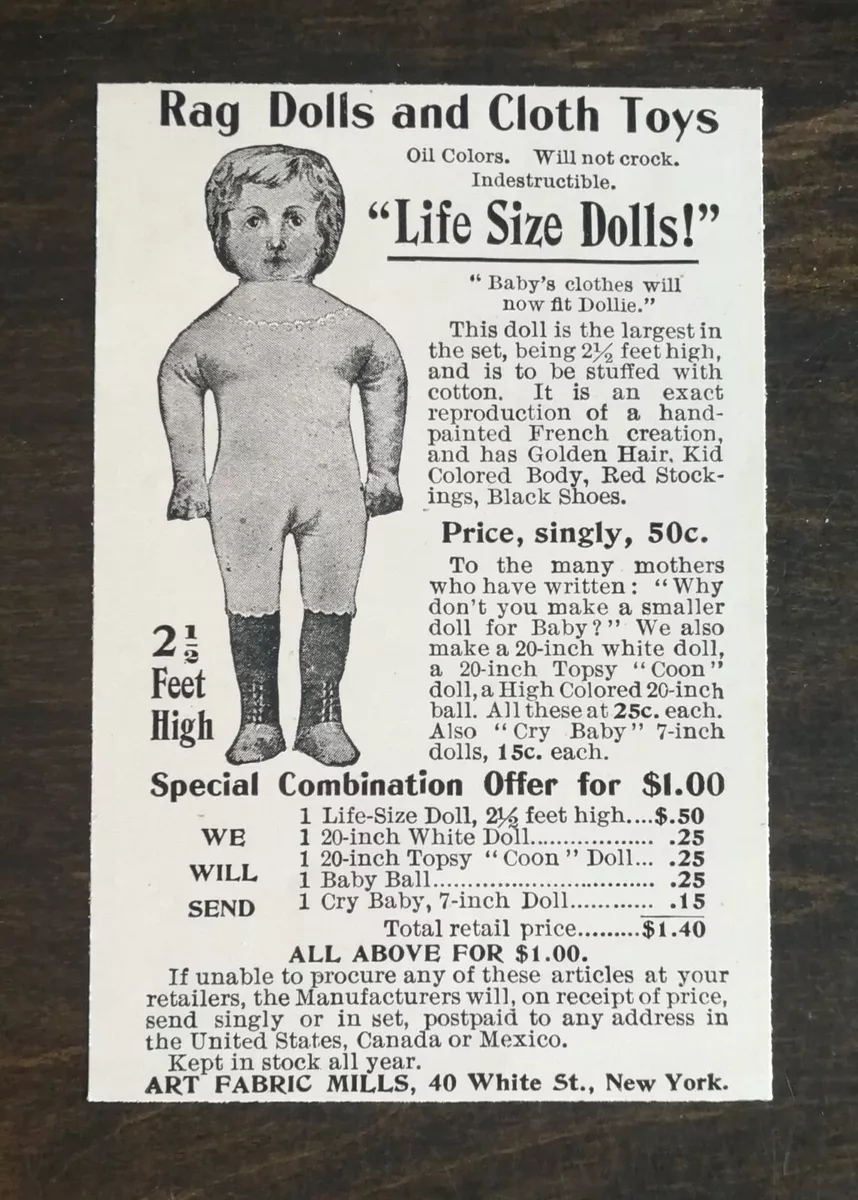 Rag Dolls and Cloth Toys
Oil Colors. Will not crock.
Indestructible.
“Life Size Dolls!”
“Baby's clothes will
now fit Dollie.”
This doll is the largest in
the set, being 2½ feet high,
and is to be stuffed with
cotton. It is an exact
reproduction of a hand-
painted French creation,
and has Golden Hair, Kid
Colored Body, Red Stock-
ings, Black Shoes.
Price, singly, 50c.
To the many mothers
who have written: “Why
don't you make a smaller
doll for Baby?” We also
make a 20-inch white doll,
a 20-inch Topsy “Coon”
doll, a High Colored 20-inch
ball. All these at 25c. each.
Also “Cry Baby” 7-inch
dolls, 15c. each.
2½
Feet
High
Special Combination Offer for $1.00
WE
WILL
SEND
1 Life-Size Doll, 2½ feet high....$.50
1 20-inch White Doll.................. .25
1 20-inch Topsy “Coon” Doll... .25
1 Baby Ball................................ .25
1 Cry Baby, 7-inch Doll............ .15
Total retail price.........$1.40
ALL ABOVE FOR $1.00.
If unable to procure any of these articles at your
retailers, the Manufacturers will, on receipt of price,
send singly or in set, postpaid to any address in
the United States, Canada or Mexico.
Kept in stock all year.
ART FABRIC MILLS, 40 White St., New York.